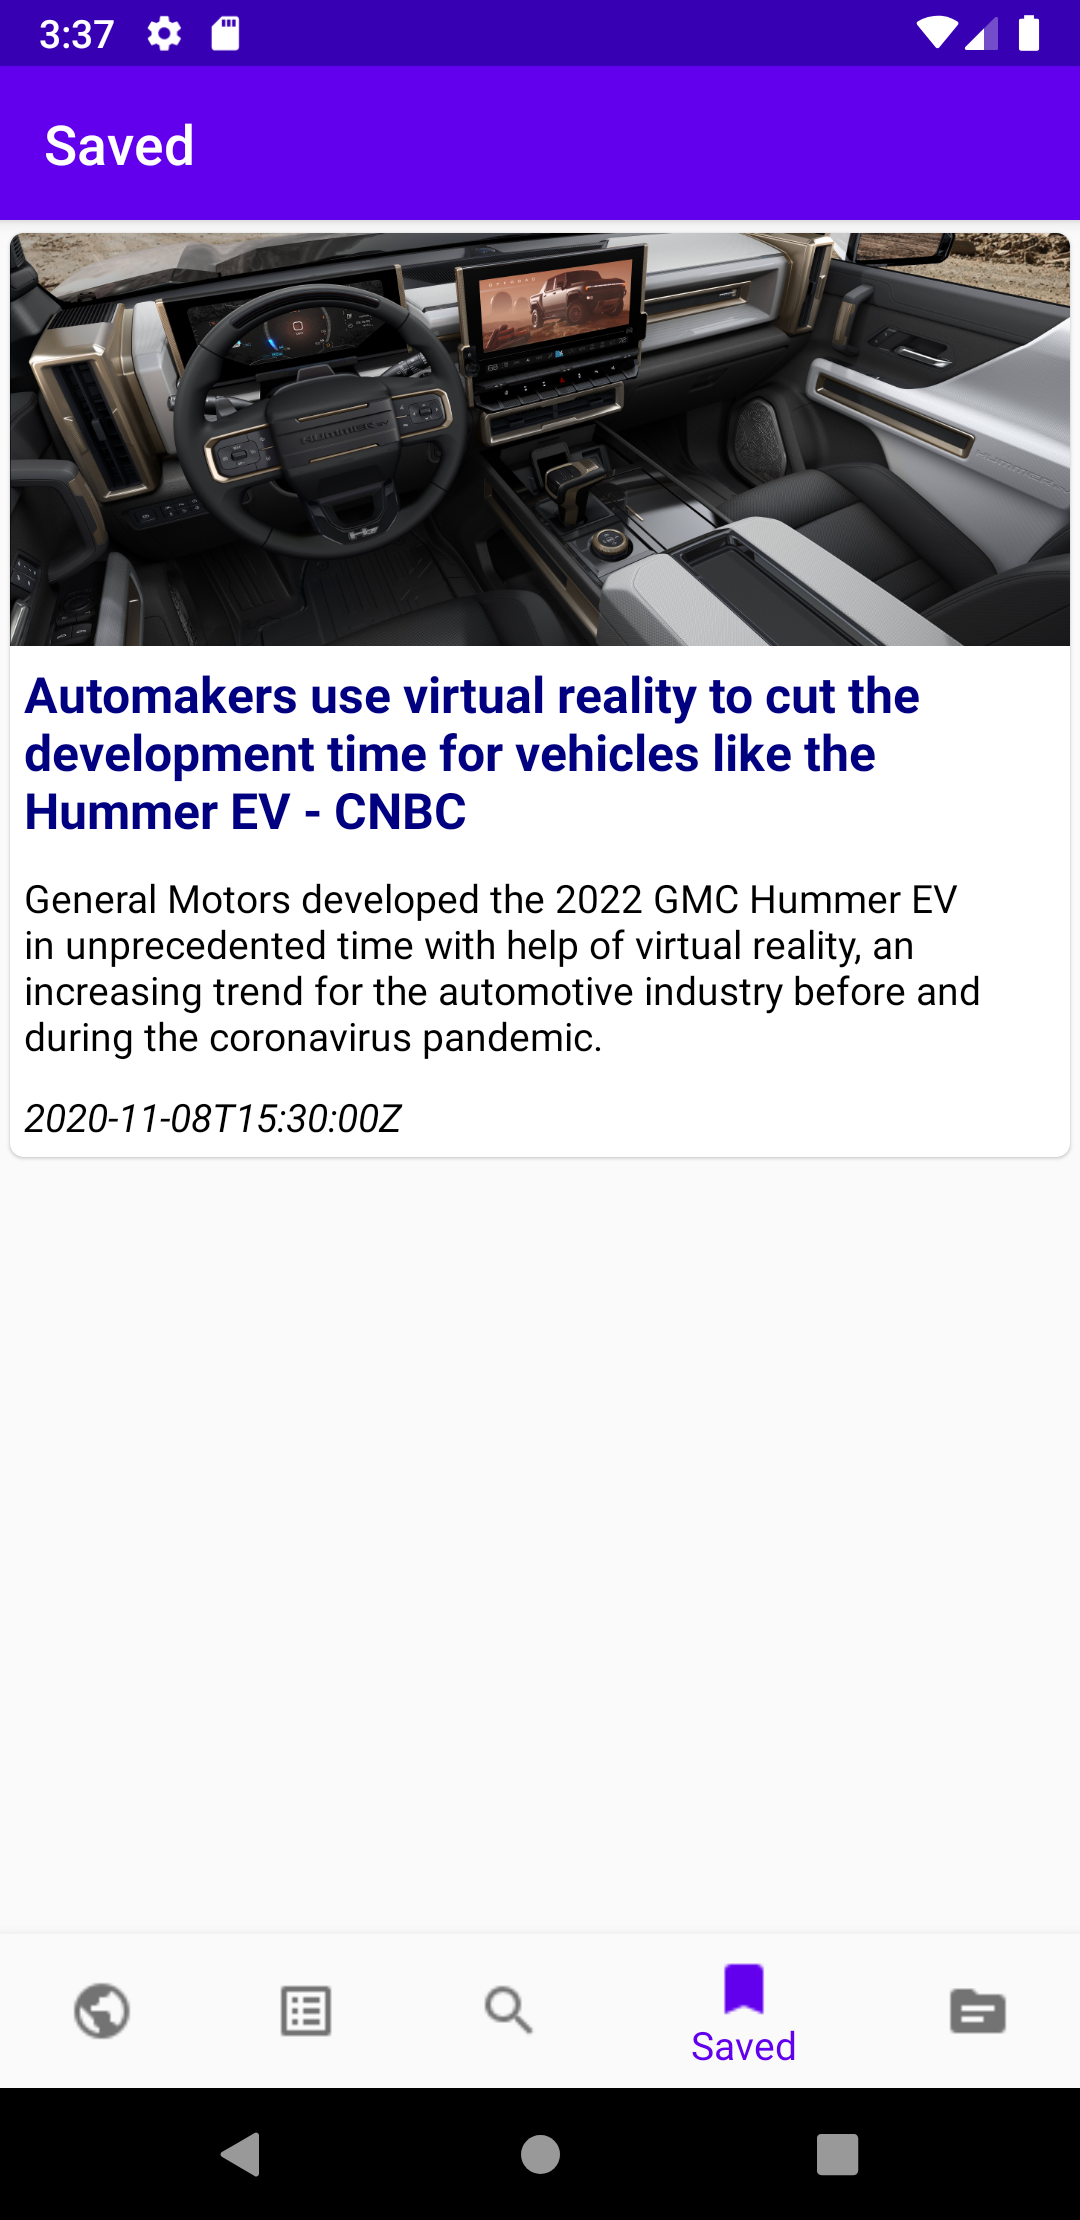 3:37
Saved
HUMMER EV
Automakers use virtual reality to cut the
development time for vehicles like the
Hummer EV - CNBC
General Motors developed the 2022 GMC Hummer EV
in unprecedented time with help of virtual reality, an
increasing trend for the automotive industry before and
during the coronavirus pandemic.
2020-11-08T15:30:00Z
Saved